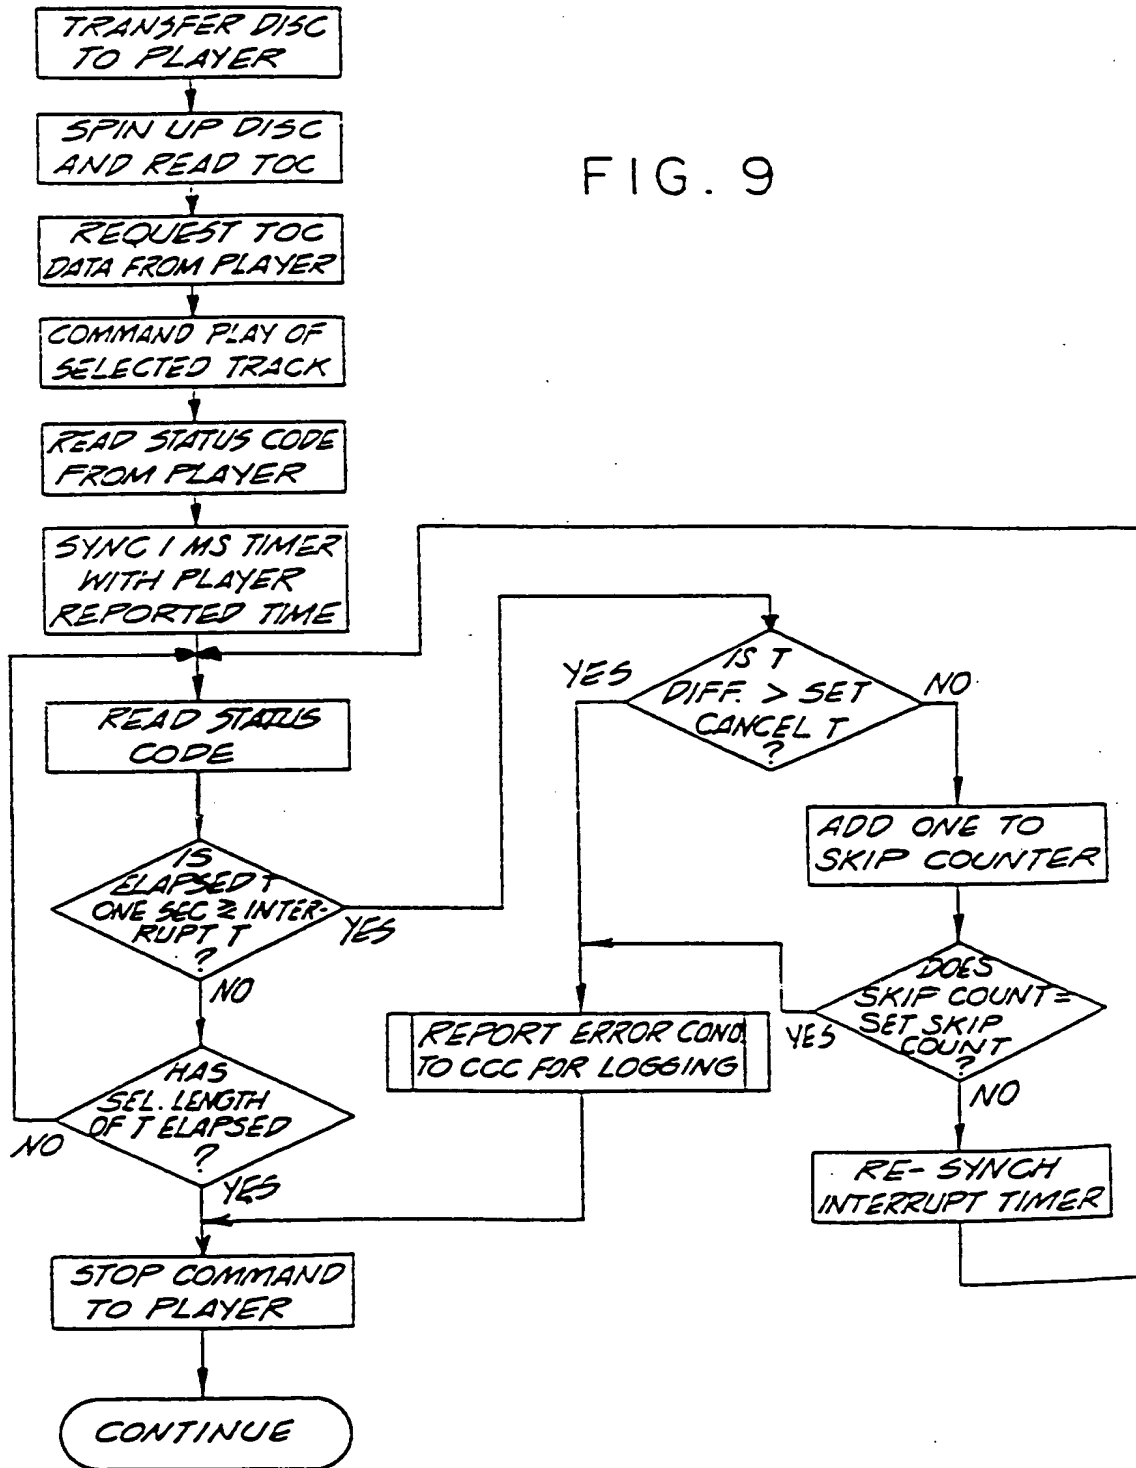 TRANSFER DISC
TO PLAYER
SPIN UP DISC
AND READ TOC
FIG. 9
REQUEST TOC
DATA FROM PLAYER
COMMAND PLAY OF
SELECTED TRACK
READ STATUS CODE
FROM PLAYER
SYNC 1 MS TIMER
WITH PLAYER
REPORTED TIME
READ STATUS
CODE
IS
ELAPSED T
ONE SEC ≥ INTER-
RUPT T
?
YES
NO
HAS
SEL. LENGTH
OF T ELAPSED
?
NO
YES
STOP COMMAND
TO PLAYER
CONTINUE
IS T
DIFF. > SET
CANCEL T
?
YES
NO
ADD ONE TO
SKIP COUNTER
DOES
SKIP COUNT =
SET SKIP
COUNT
?
YES
NO
REPORT ERROR COND.
TO CCC FOR LOGGING
RE-SYNCH
INTERRUPT TIMER